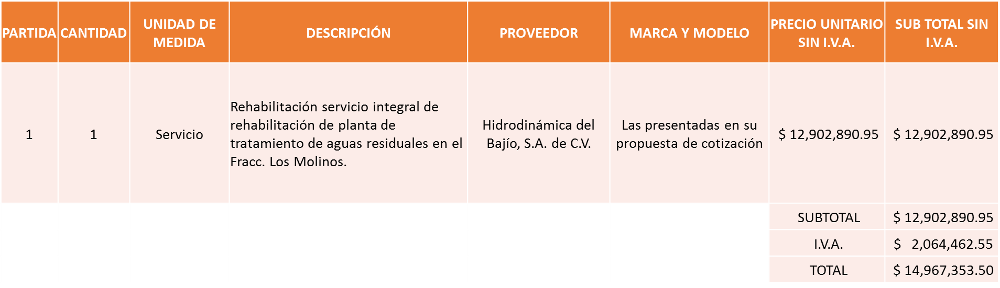 PARTIDA
CANTIDAD
UNIDAD DE
MEDIDA
DESCRIPCIÓN
PROVEEDOR
MARCA Y MODELO
PRECIO UNITARIO
SIN I.V.A.
SUB TOTAL SIN
I.V.A.
1
1
Servicio
Rehabilitación servicio integral de
rehabilitación de planta de
tratamiento de aguas residuales en el
Fracc. Los Molinos.
Hidrodinámica del
Bajío, S.A. de C.V.
Las presentadas en su
propuesta de cotización
$ 12,902,890.95
$ 12,902,890.95
SUBTOTAL
$ 12,902,890.95
I.V.A.
$ 2,064,462.55
TOTAL
$ 14,967,353.50